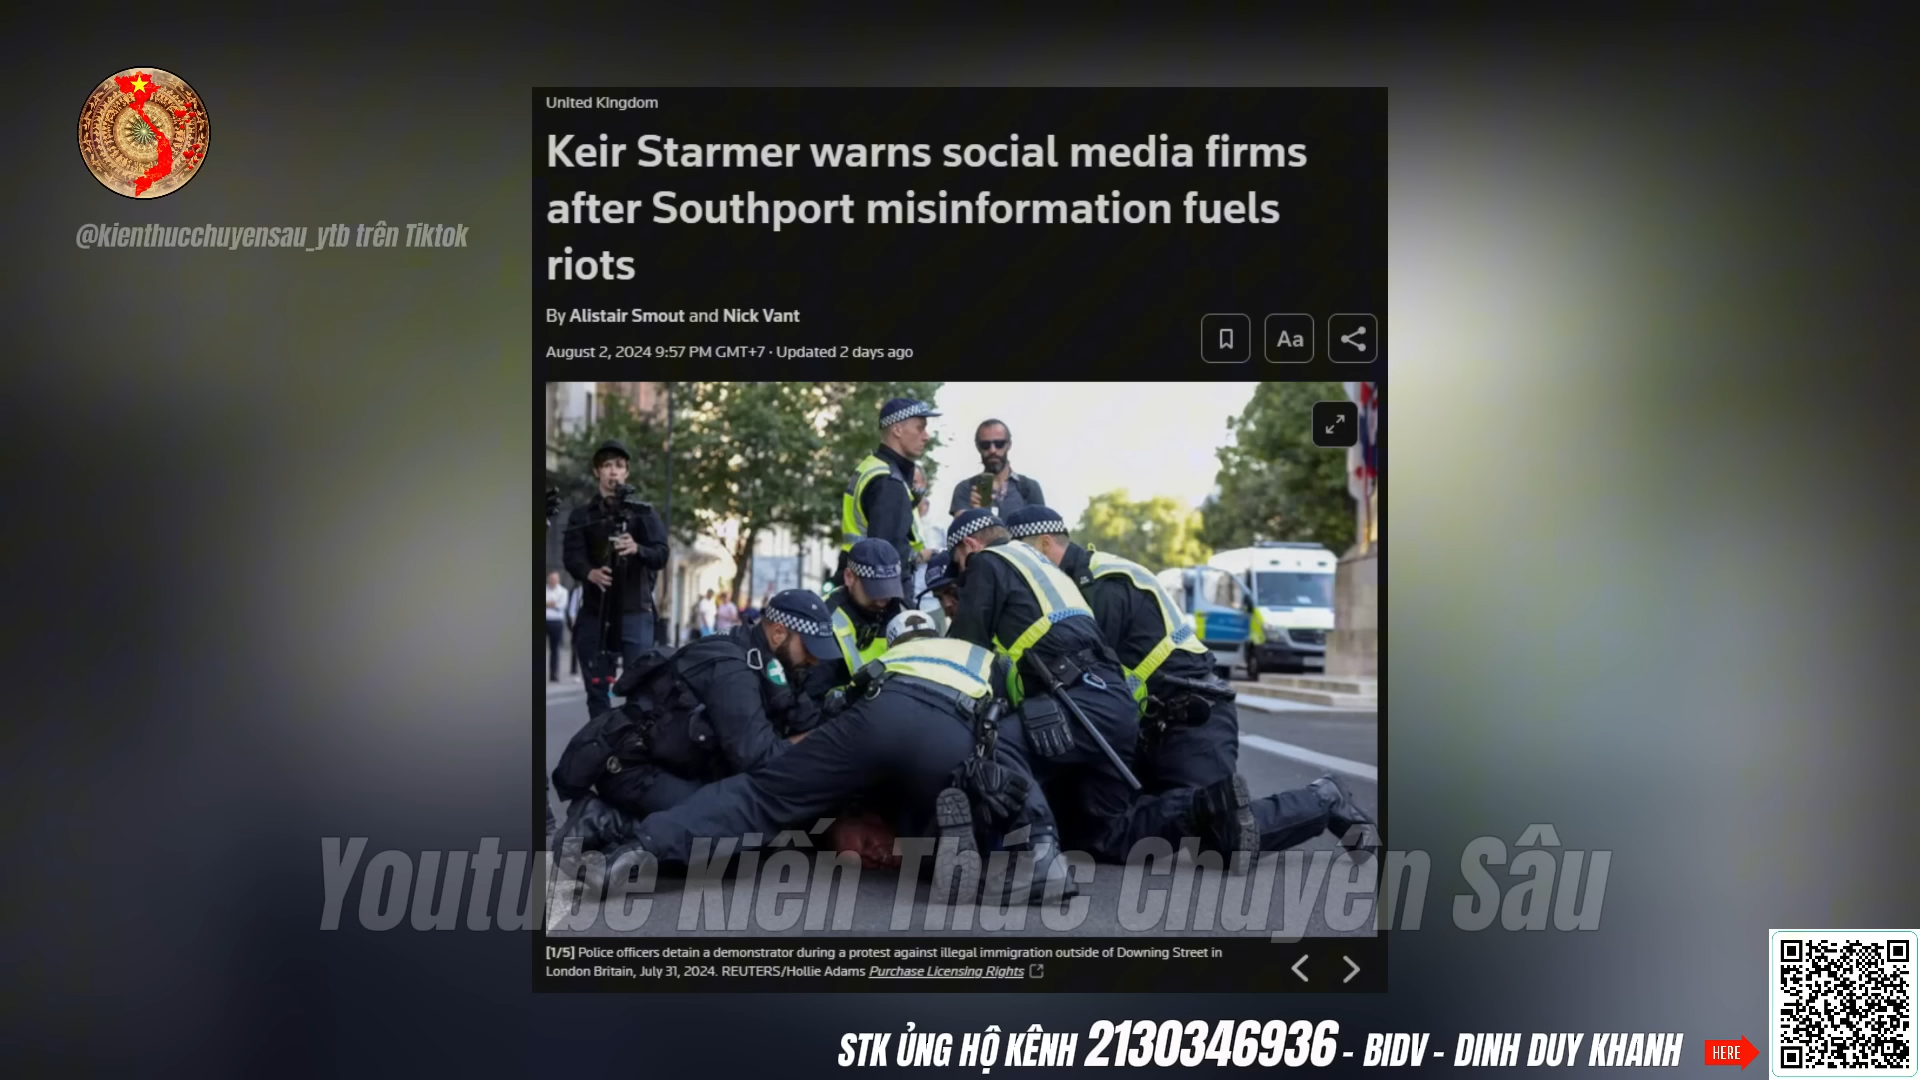 @kienthucchuyensau_ytb trên Tiktok
United Kingdom
Keir Starmer warns social media firms
after Southport misinformation fuels
riots
By Alistair Smout and Nick Vant
August 2, 2024 9:57 PM GMT+7 · Updated 2 days ago
Aa
Youtube Kiến Thức Chuyên Sâu
[1/5] Police officers detain a demonstrator during a protest against illegal immigration outside of Downing Street in
London Britain, July 31, 2024. REUTERS/Hollie Adams Purchase Licensing Rights
STK ỦNG HỘ KÊNH 2130346936 - BIDV - DINH DUY KHANH
HERE